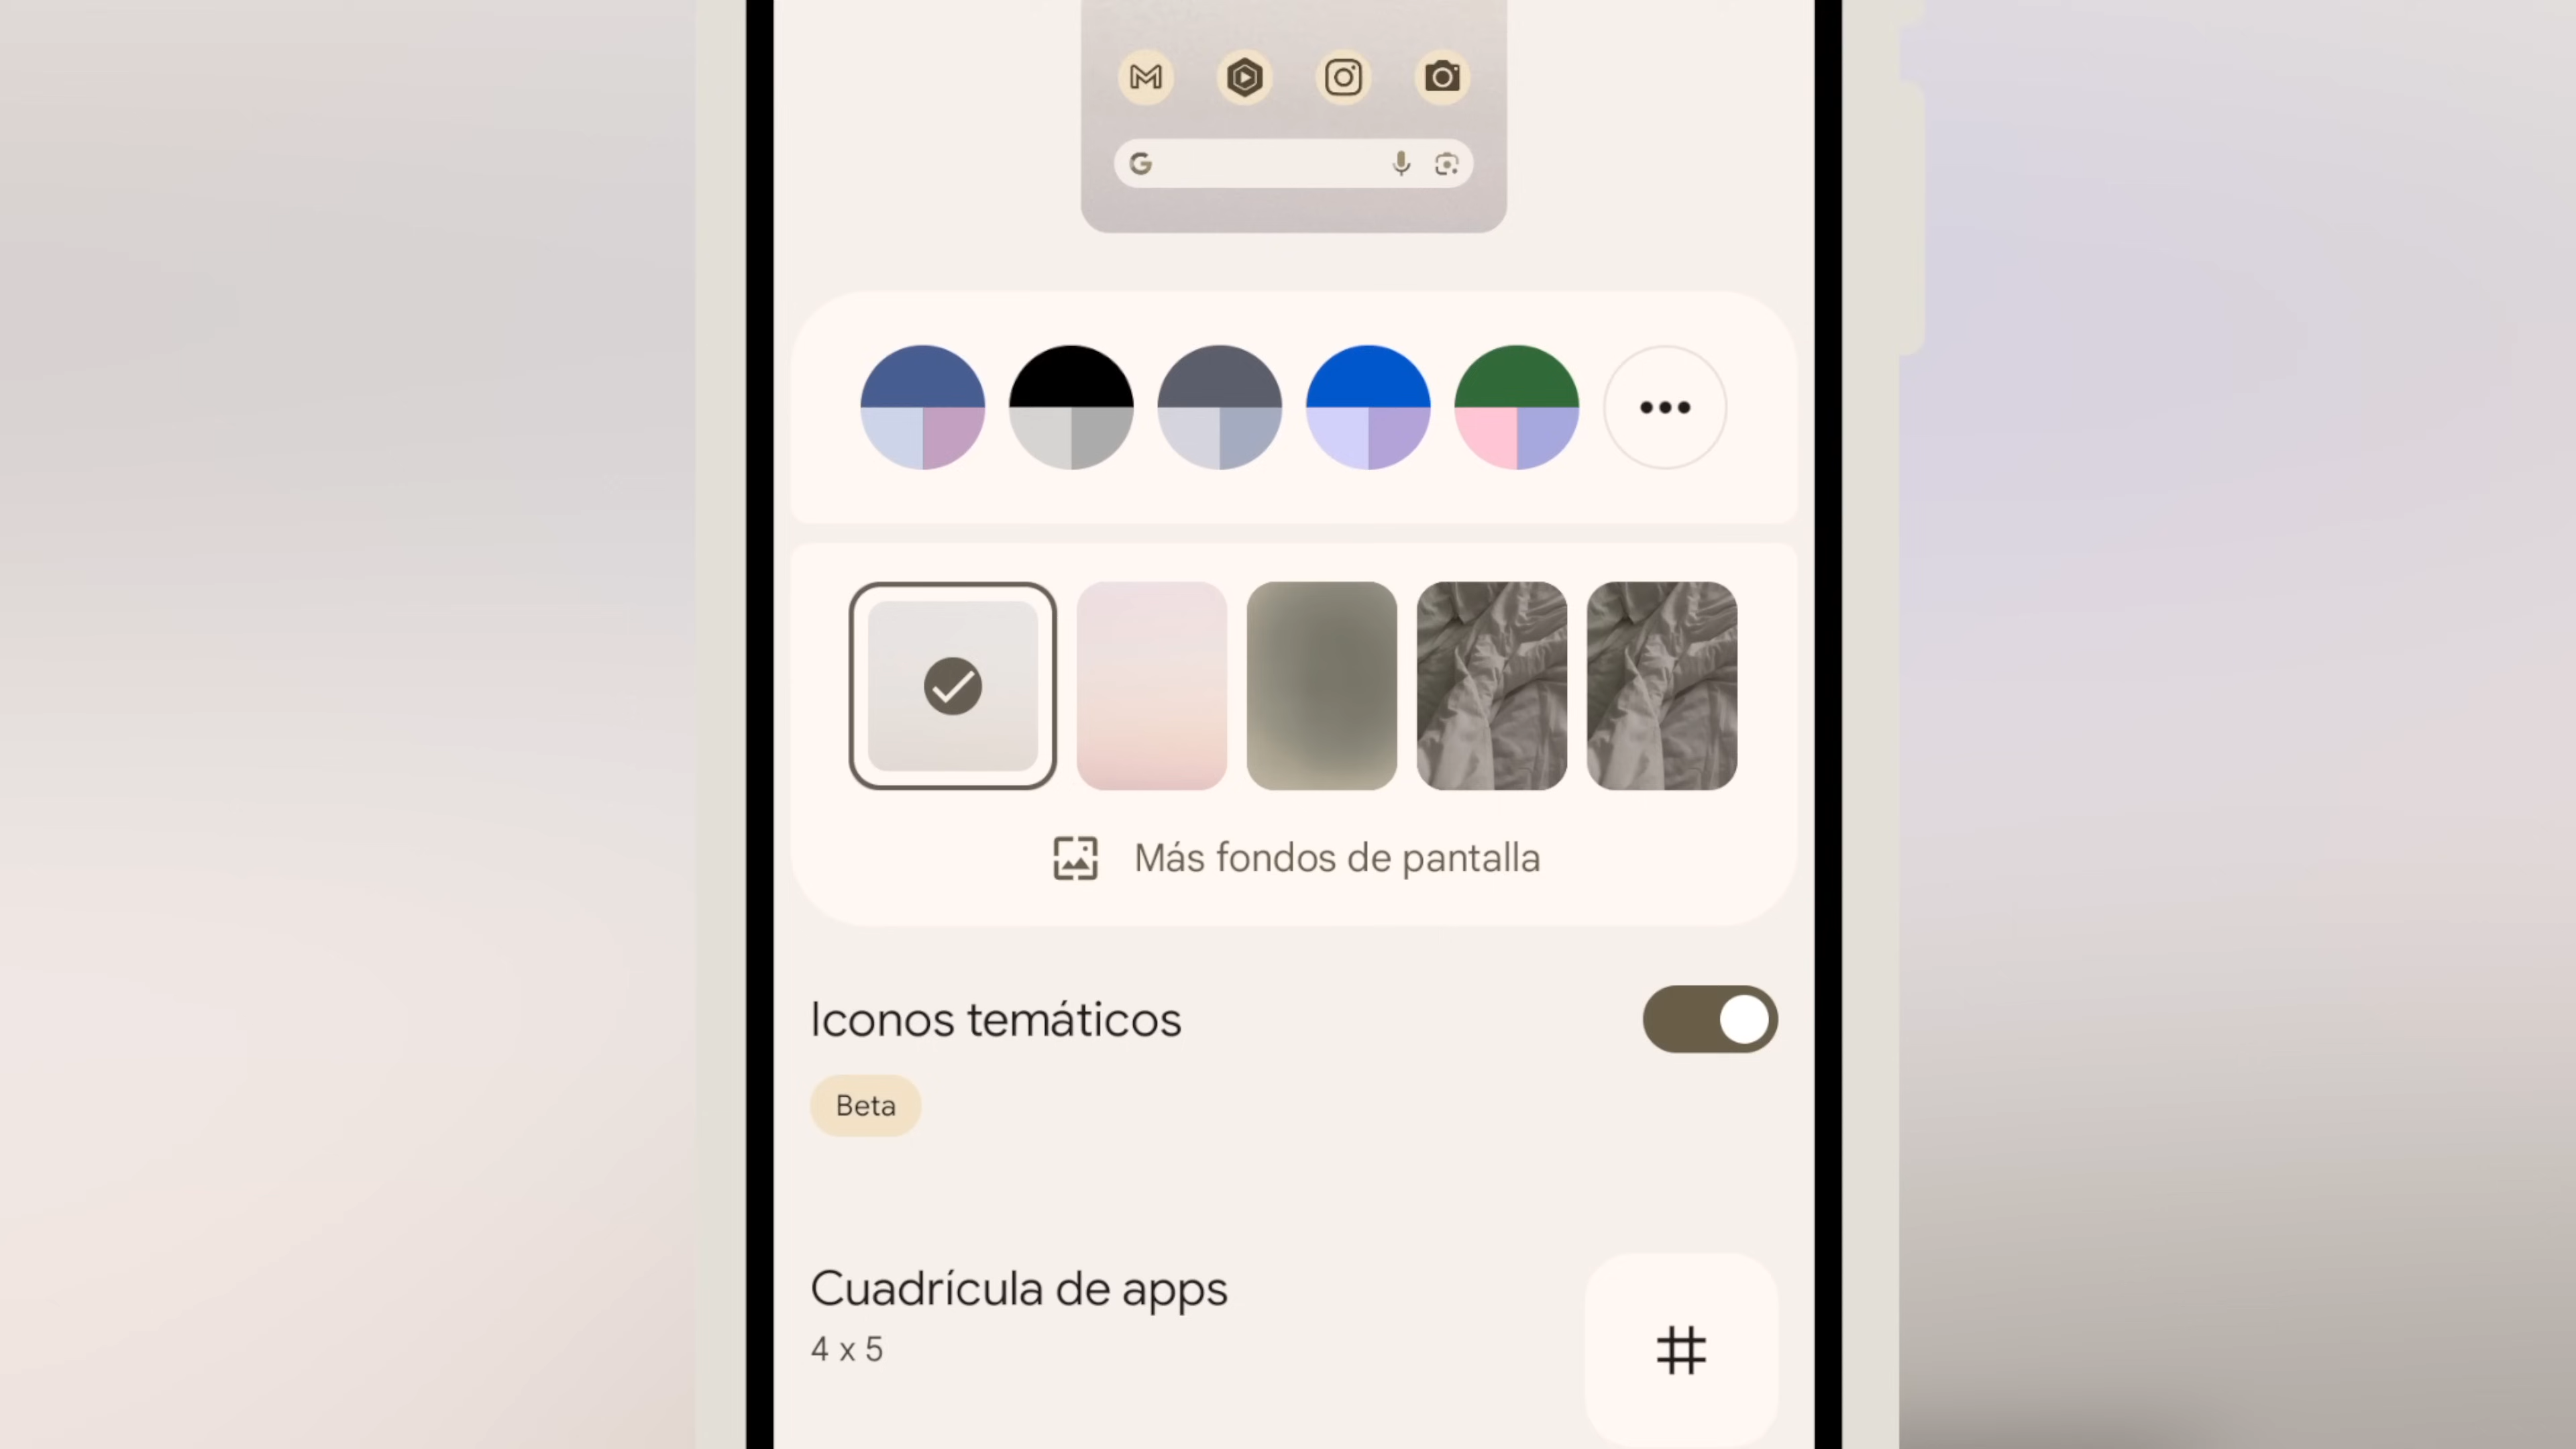 Más fondos de pantalla
Iconos temáticos
Beta
Cuadrícula de apps
4 x 5